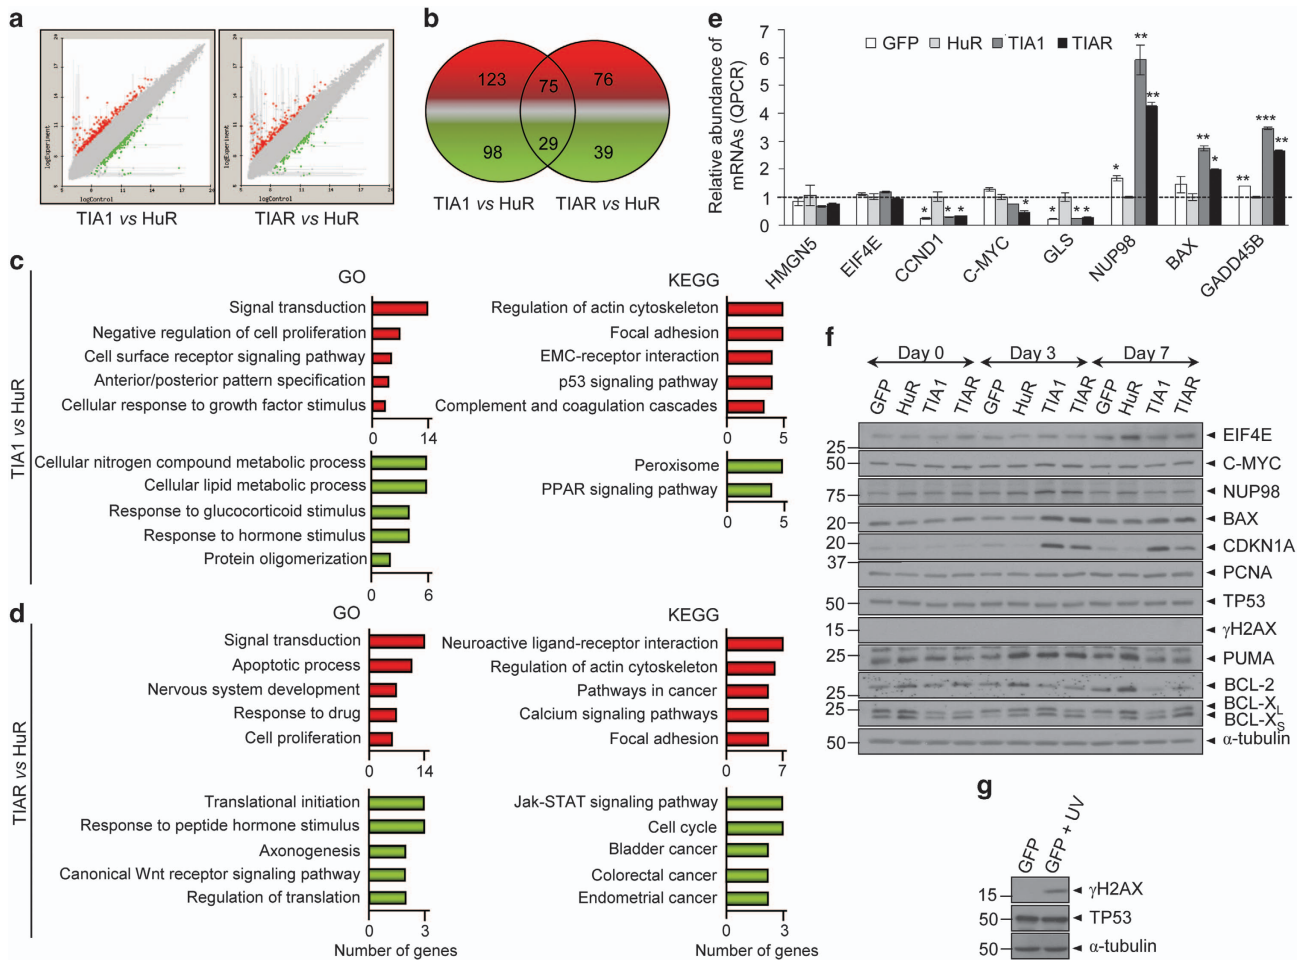 a
logExperiment
logControl
TIA1 vs HuR
logExperiment
logControl
TIAR vs HuR
b
123
75
76
98
29
39
TIA1 vs HuR
TIAR vs HuR
e
Relative abundance of
mRNAs (QPCR)
7
6
5
4
3
2
1
0
GFP HuR TIA1 TIAR
* * * * * * * * ** ** ** * ** *** **
HMGN5
EIF4E
CCND1
C-MYC
GLS
NUP98
BAX
GADD45B
c
TIA1 vs HuR
GO
Signal transduction
Negative regulation of cell proliferation
Cell surface receptor signaling pathway
Anterior/posterior pattern specification
Cellular response to growth factor stimulus
0 14
Cellular nitrogen compound metabolic process
Cellular lipid metabolic process
Response to glucocorticoid stimulus
Response to hormone stimulus
Protein oligomerization
0 6
KEGG
Regulation of actin cytoskeleton
Focal adhesion
EMC-receptor interaction
p53 signaling pathway
Complement and coagulation cascades
0 5
Peroxisome
PPAR signaling pathway
0 5
d
TIAR vs HuR
GO
Signal transduction
Apoptotic process
Nervous system development
Response to drug
Cell proliferation
0 14
Translational initiation
Response to peptide hormone stimulus
Axonogenesis
Canonical Wnt receptor signaling pathway
Regulation of translation
0 3
Number of genes
KEGG
Neuroactive ligand-receptor interaction
Regulation of actin cytoskeleton
Pathways in cancer
Calcium signaling pathways
Focal adhesion
0 7
Jak-STAT signaling pathway
Cell cycle
Bladder cancer
Colorectal cancer
Endometrial cancer
0 3
Number of genes
f
Day 0 Day 3 Day 7
GFP HuR TIA1 TIAR GFP HuR TIA1 TIAR GFP HuR TIA1 TIAR
25 EIF4E
50 C-MYC
75 NUP98
20 BAX
20 CDKN1A
37 PCNA
50 TP53
15 γH2AX
25 PUMA
25 BCL-2
25 BCL-XL
BCL-XS
50 α-tubulin
g
GFP
GFP + UV
15 γH2AX
50 TP53
50 α-tubulin